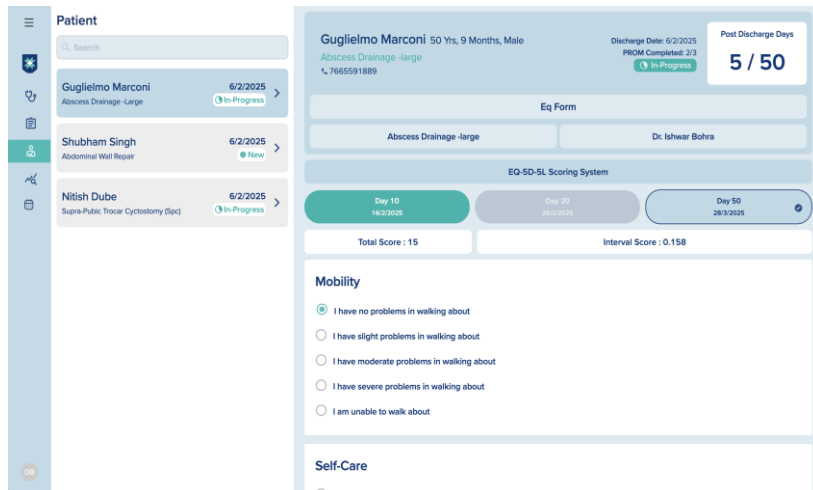 Patient
Search
Guglielmo Marconi
6/2/2025
Abscess Drainage -Large
In-Progress
Shubham Singh
6/2/2025
Abdominal Wall Repair
New
Nitish Dube
6/2/2025
Supra-Pubic Trocar Cyctostomy (Spc)
In-Progress
DB
Guglielmo Marconi 50 Yrs, 9 Months, Male
Abscess Drainage -large
7665591889
Discharge Date: 6/2/2025
PROM Completed: 2/3
In-Progress
Post Discharge Days
5 / 50
Eq Form
Abscess Drainage -large
Dr. Ishwar Bohra
EQ-5D-5L Scoring System
Day 10
16/2/2025
Day 20
26/2/2025
Day 50
28/3/2025
Total Score : 15
Interval Score : 0.158
Mobility
I have no problems in walking about
I have slight problems in walking about
I have moderate problems in walking about
I have severe problems in walking about
I am unable to walk about
Self-Care